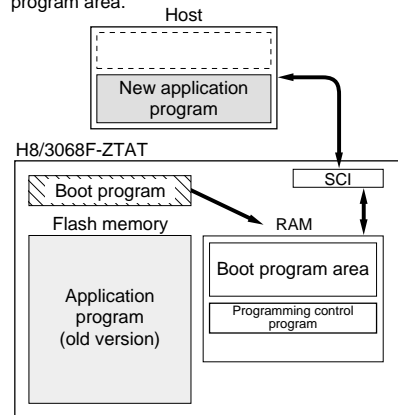 program area.
Host
New application
program
H8/3068F-ZTAT
SCI
Boot program
Flash memory
RAM
Boot program area
Application
program
(old version)
Programming control
program